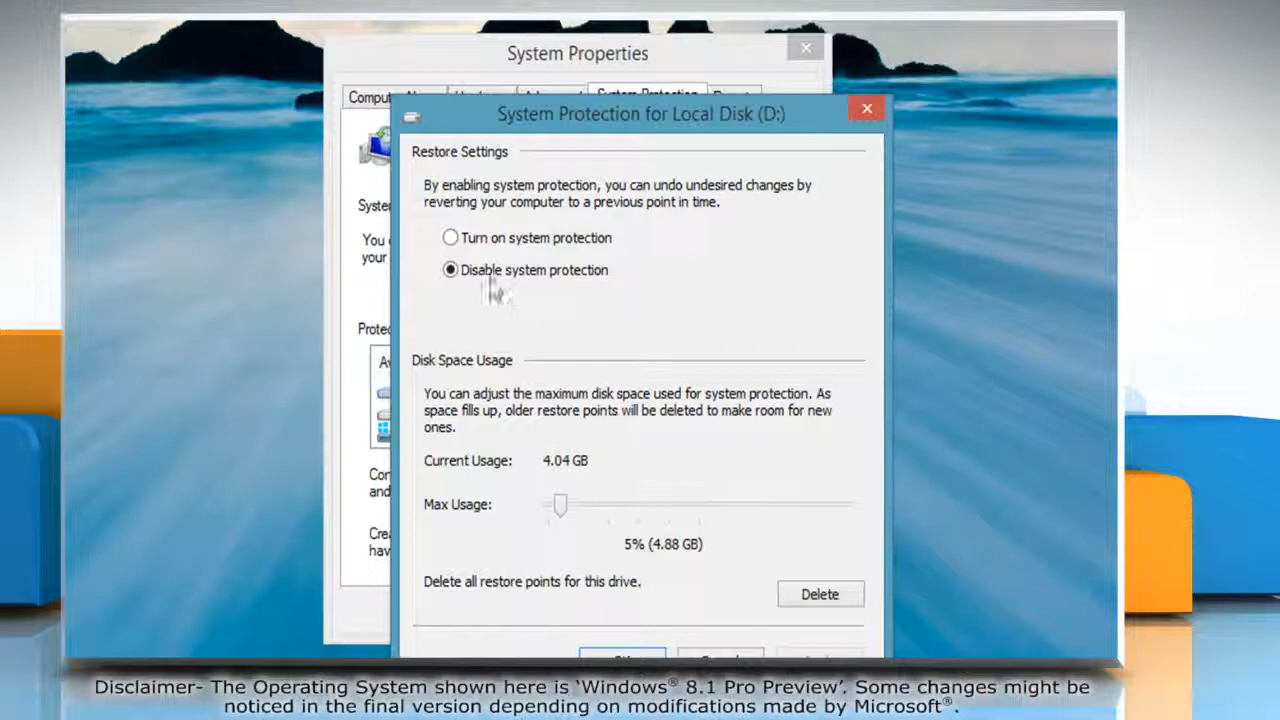 System Properties
System Protection for Local Disk (D:)
Restore Settings
By enabling system protection, you can undo undesired changes by
reverting your computer to a previous point in time.
Turn on system protection
Disable system protection
Disk Space Usage
You can adjust the maximum disk space used for system protection. As
space fills up, older restore points will be deleted to make room for new
ones.
Current Usage: 4.04 GB
Max Usage:
5% (4.88 GB)
Delete all restore points for this drive.
Delete
Disclaimer- The Operating System shown here is ‘Windows® 8.1 Pro Preview’. Some changes might be
noticed in the final version depending on modifications made by Microsoft®.